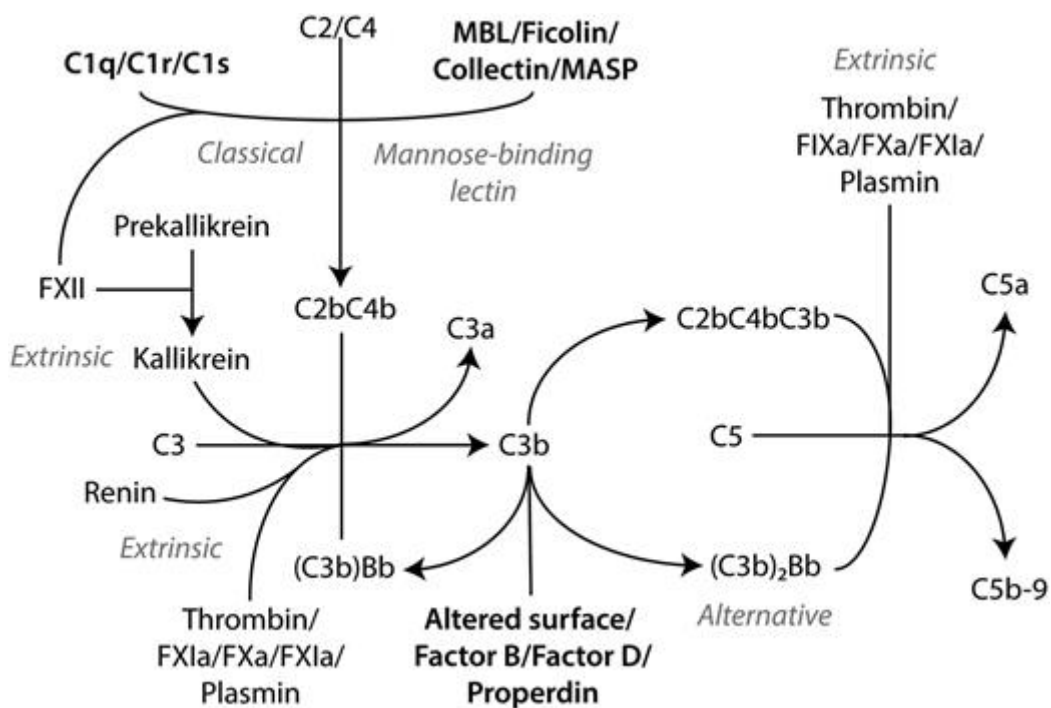 C2/C4
C1q/C1r/C1s
MBL/Ficolin/
Collectin/MASP
Extrinsic
Thrombin/
FIXa/FXa/FXIa/
Plasmin
Classical
Mannose-binding
lectin
Prekallikrein
FXII
C2bC4b
C3a
C2bC4bC3b
C5a
Extrinsic
Kallikrein
C3
C3b
C5
Renin
Extrinsic
(C3b)Bb
(C3b)₂Bb
C5b-9
Alternative
Thrombin/
FXIa/FXa/FXIa/
Plasmin
Altered surface/
Factor B/Factor D/
Properdin